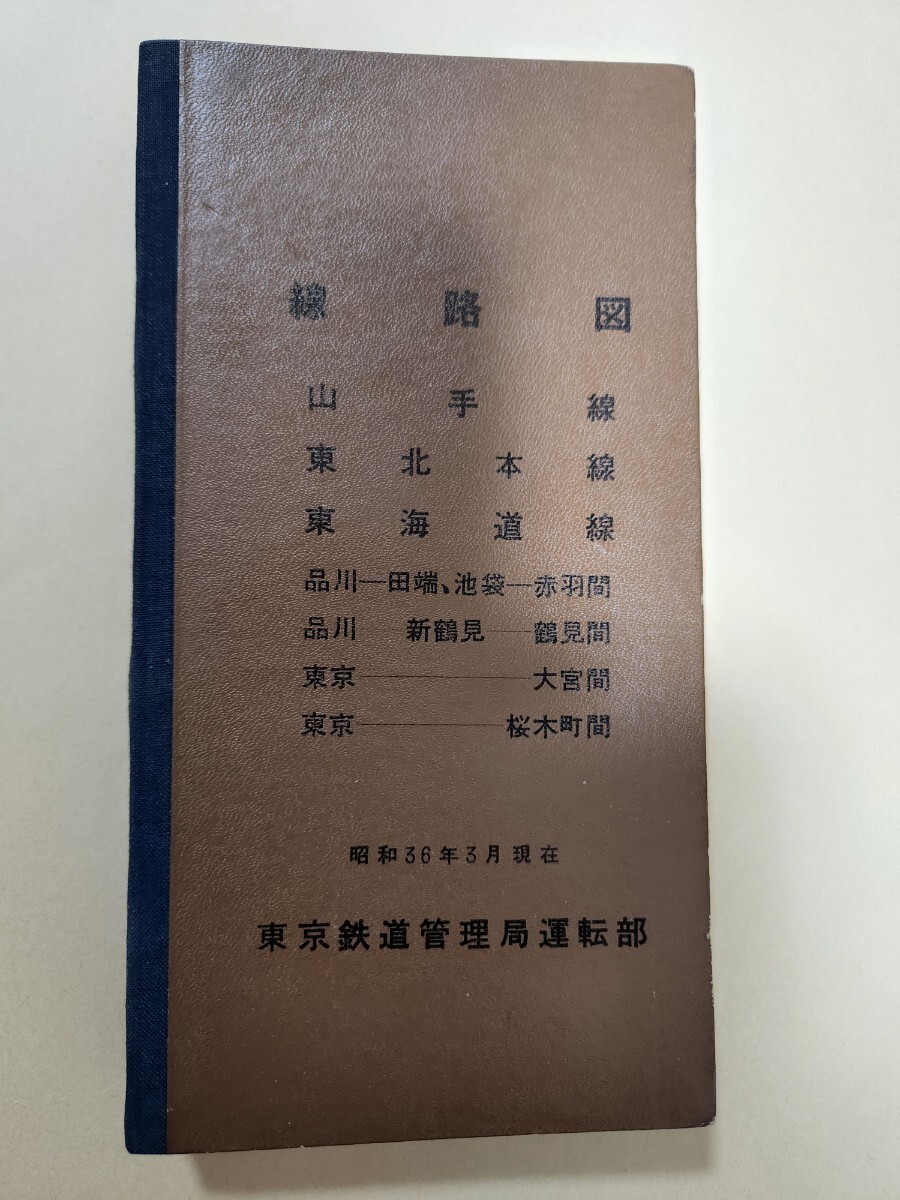 線路図
山手線
東北本線
東海道線
品川―田端、池袋―赤羽間
品川 新鶴見―鶴見間
東京―大宮間
東京―桜木町間
昭和36年3月現在
東京鉄道管理局運転部